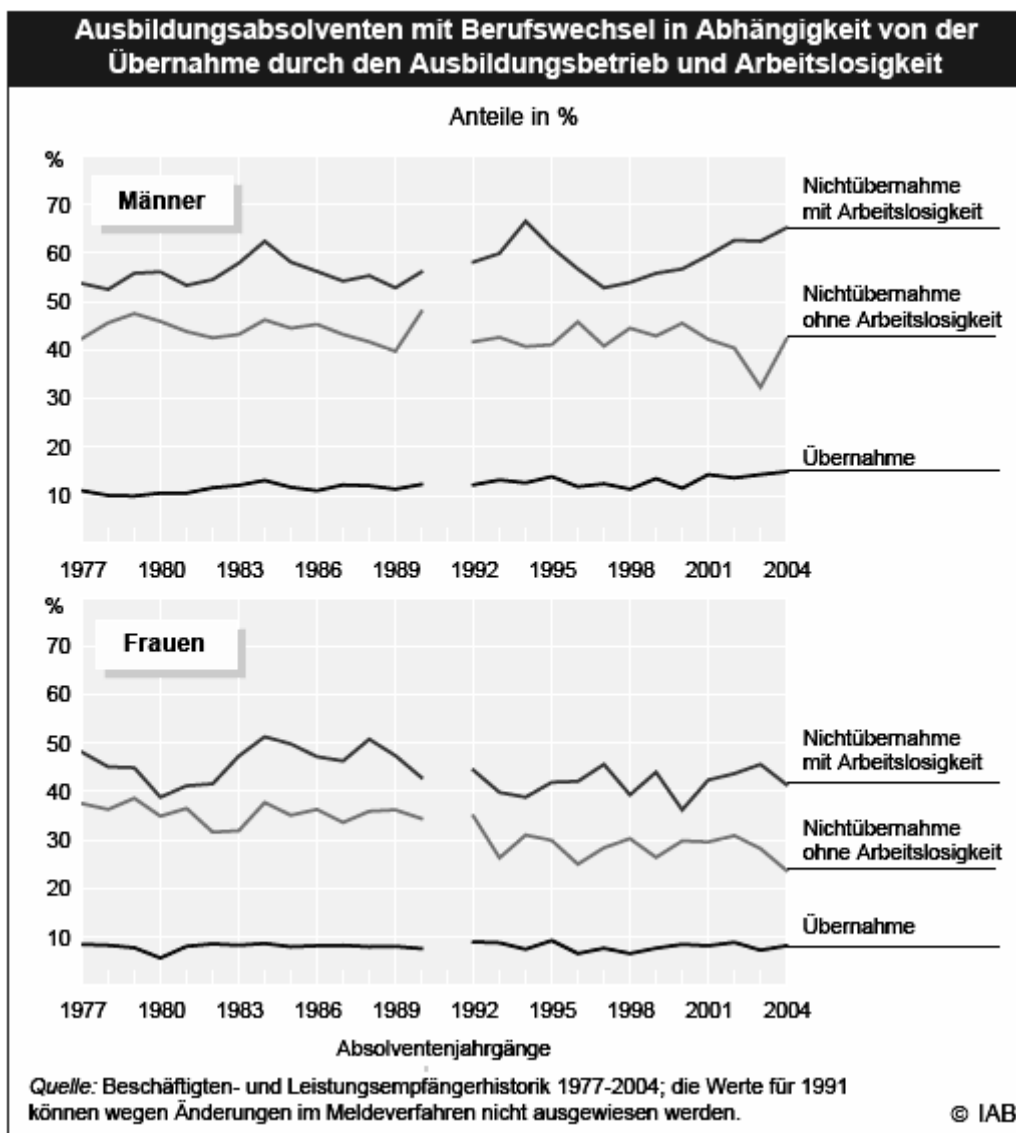 Ausbildungsabsolventen mit Berufswechsel in Abhängigkeit von der
Übernahme durch den Ausbildungsbetrieb und Arbeitslosigkeit
Anteile in %
%
Männer
70
60
50
40
30
20
10
Nichtübernahme
mit Arbeitslosigkeit
Nichtübernahme
ohne Arbeitslosigkeit
Übernahme
1977 1980 1983 1986 1989 1992 1995 1998 2001 2004
%
Frauen
70
60
50
40
30
20
10
Nichtübernahme
mit Arbeitslosigkeit
Nichtübernahme
ohne Arbeitslosigkeit
Übernahme
1977 1980 1983 1986 1989 1992 1995 1998 2001 2004
Absolventenjahrgänge
Quelle: Beschäftigten- und Leistungsempfängerhistorik 1977-2004; die Werte für 1991
können wegen Änderungen im Meldeverfahren nicht ausgewiesen werden.
© IAB